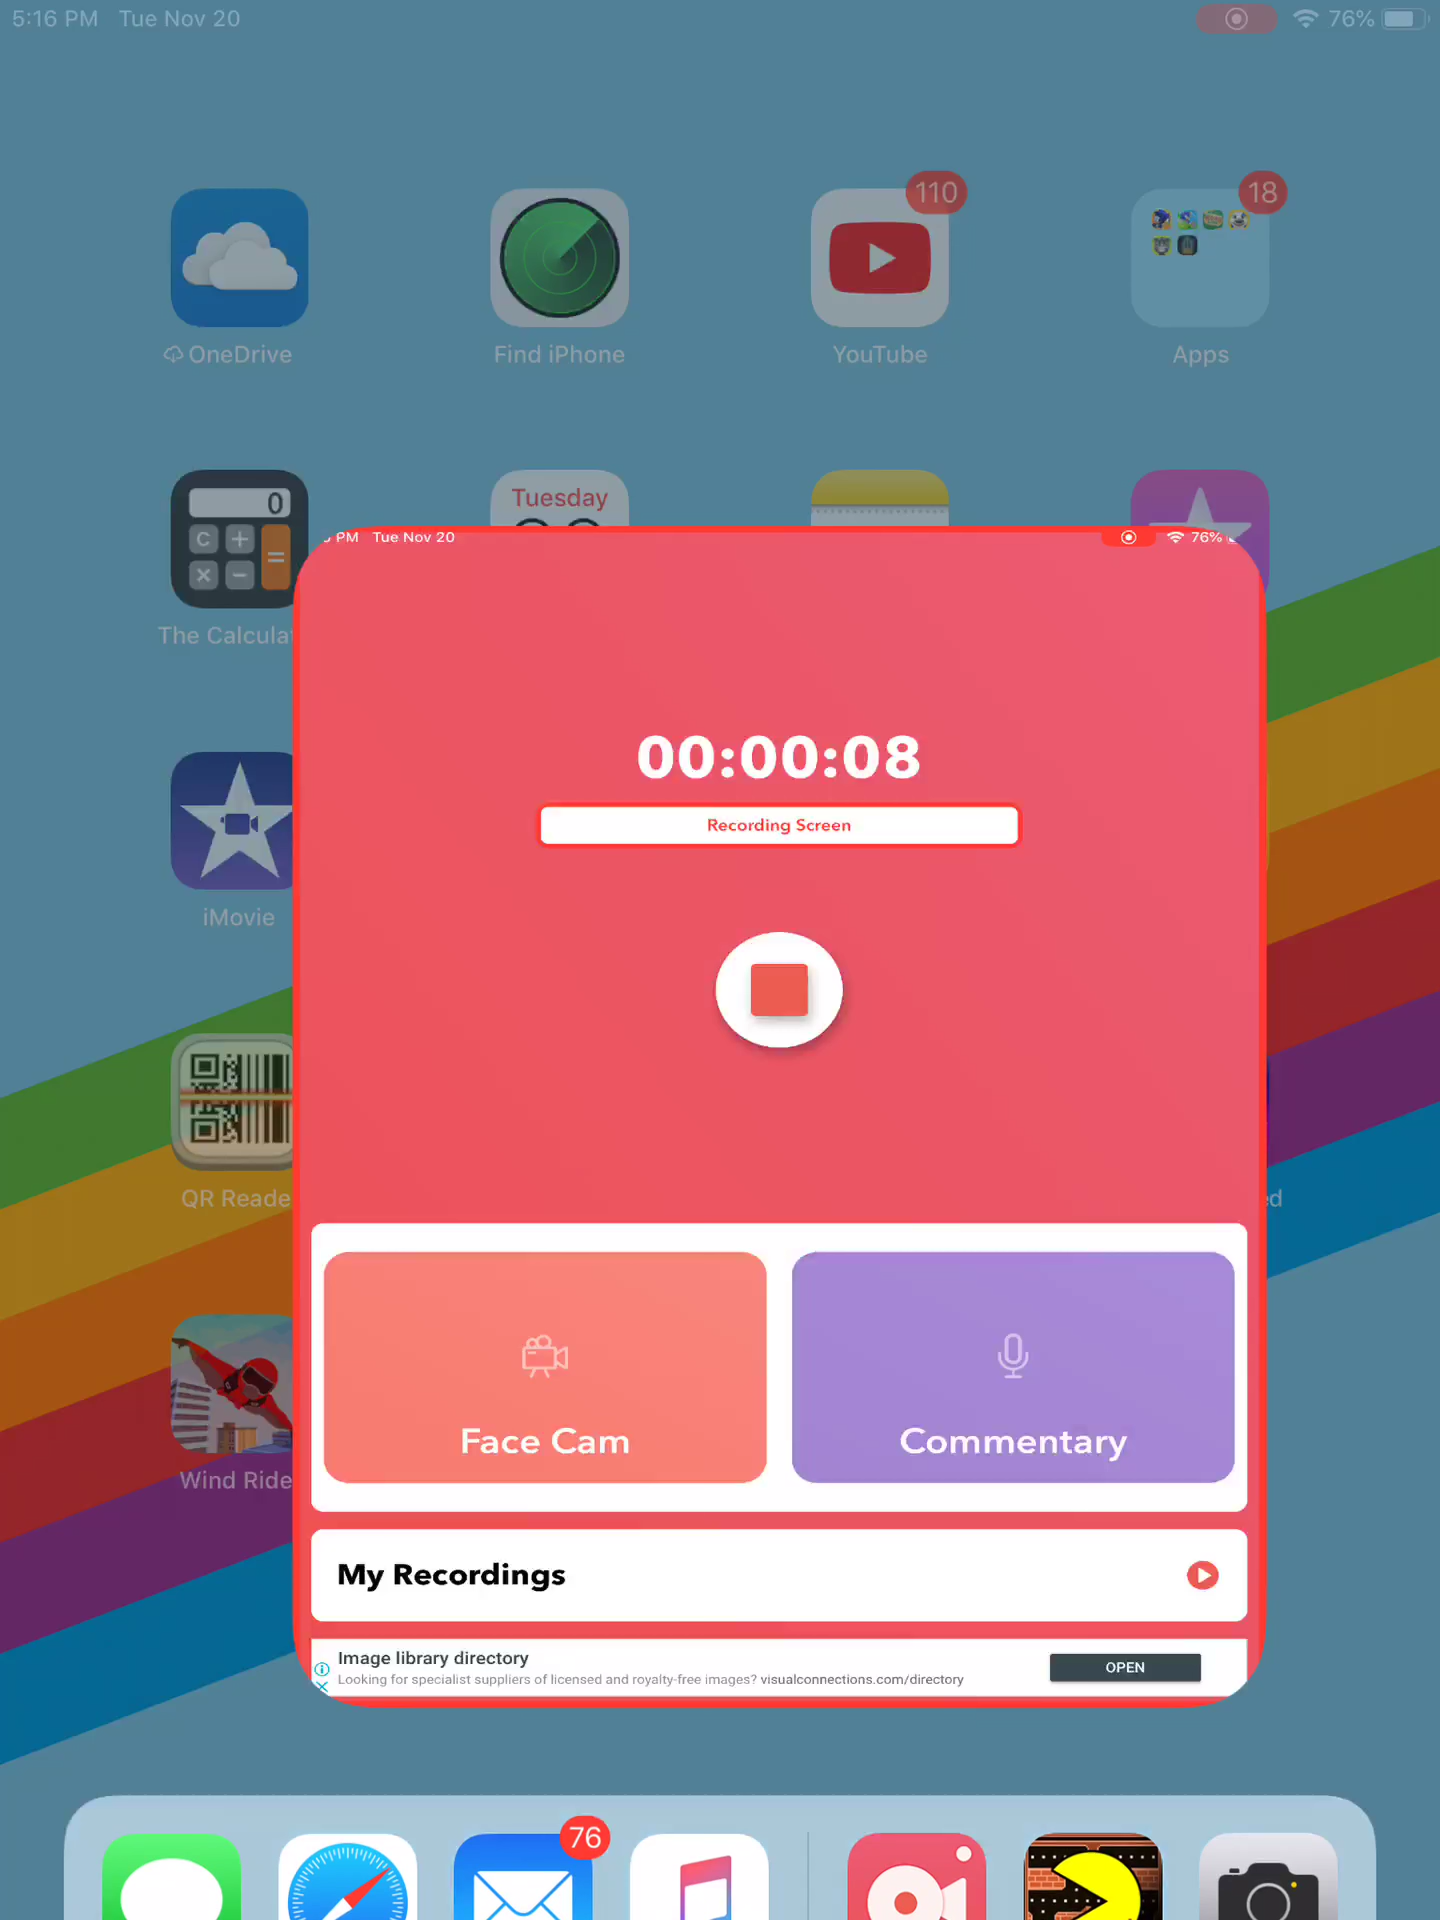 5:16 PM Tue Nov 20
76%
110
18
OneDrive
Find iPhone
YouTube
Apps
0
C
+
=
×
−
Tuesday
The Calcula
PM Tue Nov 20
76%
00:00:08
Recording Screen
iMovie
QR Reade
ed
Wind Ride
Face Cam
Commentary
My Recordings
Image library directory
Looking for specialist suppliers of licensed and royalty-free images? visualconnections.com/directory
OPEN
76